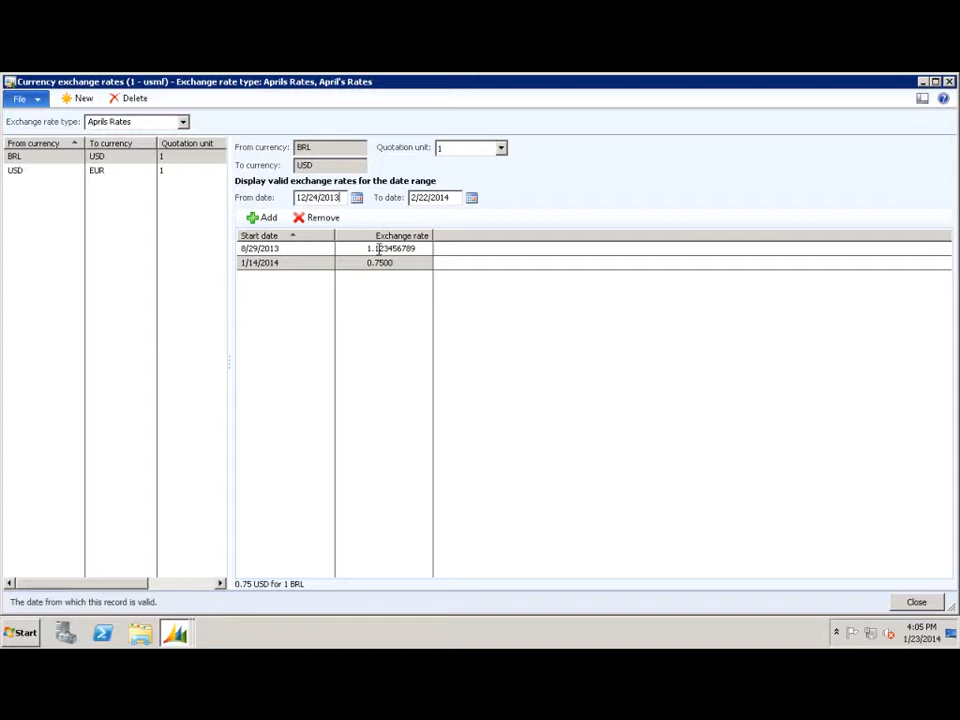 Currency exchange rates (1 - usmf) - Exchange rate type: Aprils Rates, April's Rates
File New Delete
Exchange rate type: Aprils Rates
From currency To currency Quotation unit
BRL USD 1
USD EUR 1
From currency: BRL Quotation unit: 1
To currency: USD
Display valid exchange rates for the date range
From date: 12/24/2013 To date: 2/22/2014
Add Remove
Start date Exchange rate
8/29/2013 1.123456789
1/14/2014 0.7500
0.75 USD for 1 BRL
The date from which this record is valid. Close
Start 4:05 PM
1/23/2014